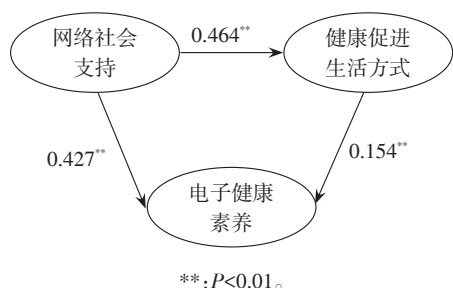 网络社会
支持
0.464**
健康促进
生活方式
0.427**
0.154**
电子健康
素养
**:P<0.01。